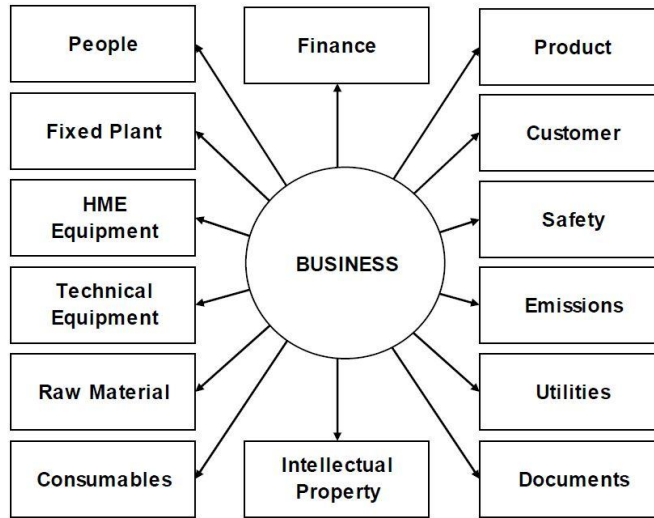 People
Finance
Product
Fixed Plant
Customer
HME
Equipment
Safety
BUSINESS
Technical
Equipment
Emissions
Raw Material
Utilities
Consumables
Intellectual
Property
Documents